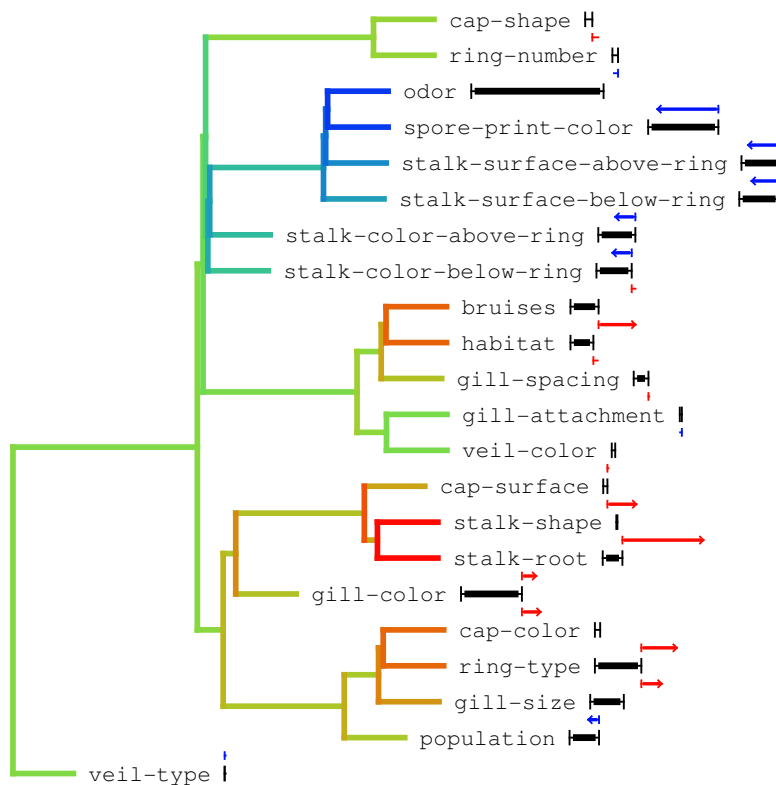 cap-shape
ring-number
odor
spore-print-color
stalk-surface-above-ring
stalk-surface-below-ring
stalk-color-above-ring
stalk-color-below-ring
bruises
habitat
gill-spacing
gill-attachment
veil-color
cap-surface
stalk-shape
stalk-root
gill-color
cap-color
ring-type
gill-size
population
veil-type